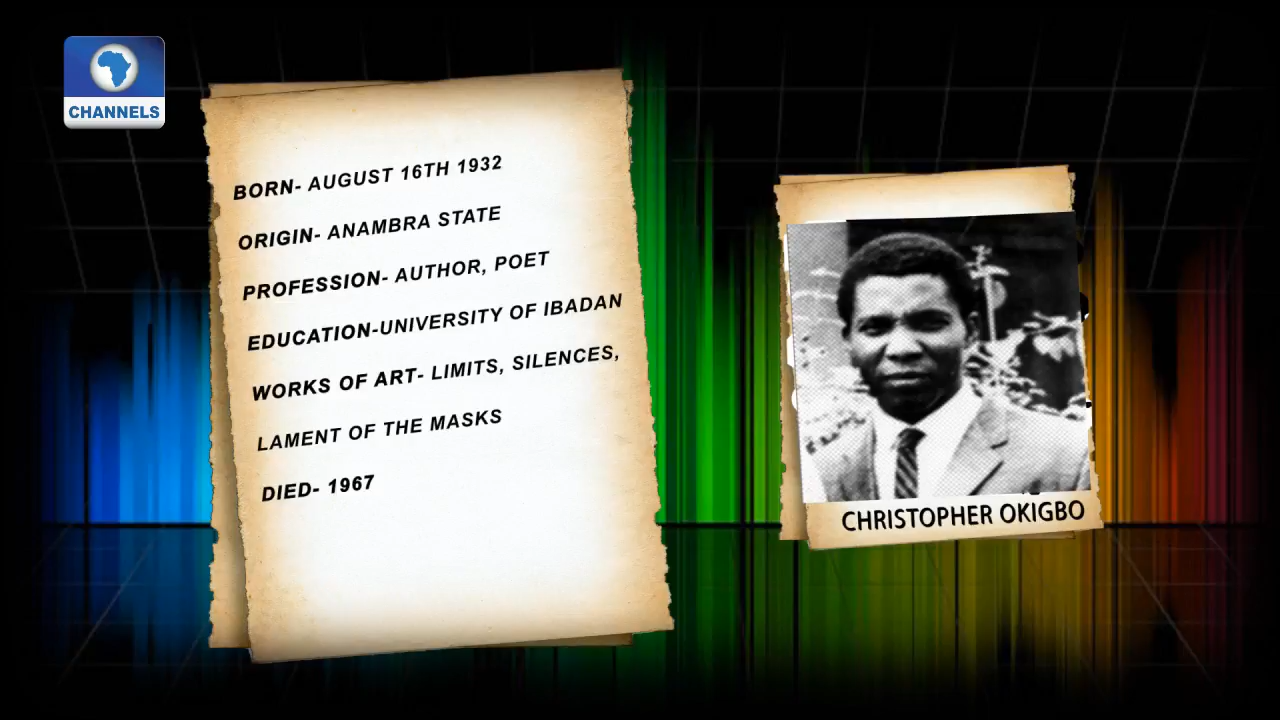 CHANNELS
BORN- AUGUST 16TH 1932
ORIGIN- ANAMBRA STATE
PROFESSION- AUTHOR, POET
EDUCATION-UNIVERSITY OF IBADAN
WORKS OF ART- LIMITS, SILENCES,
LAMENT OF THE MASKS
DIED- 1967
CHRISTOPHER OKIGBO